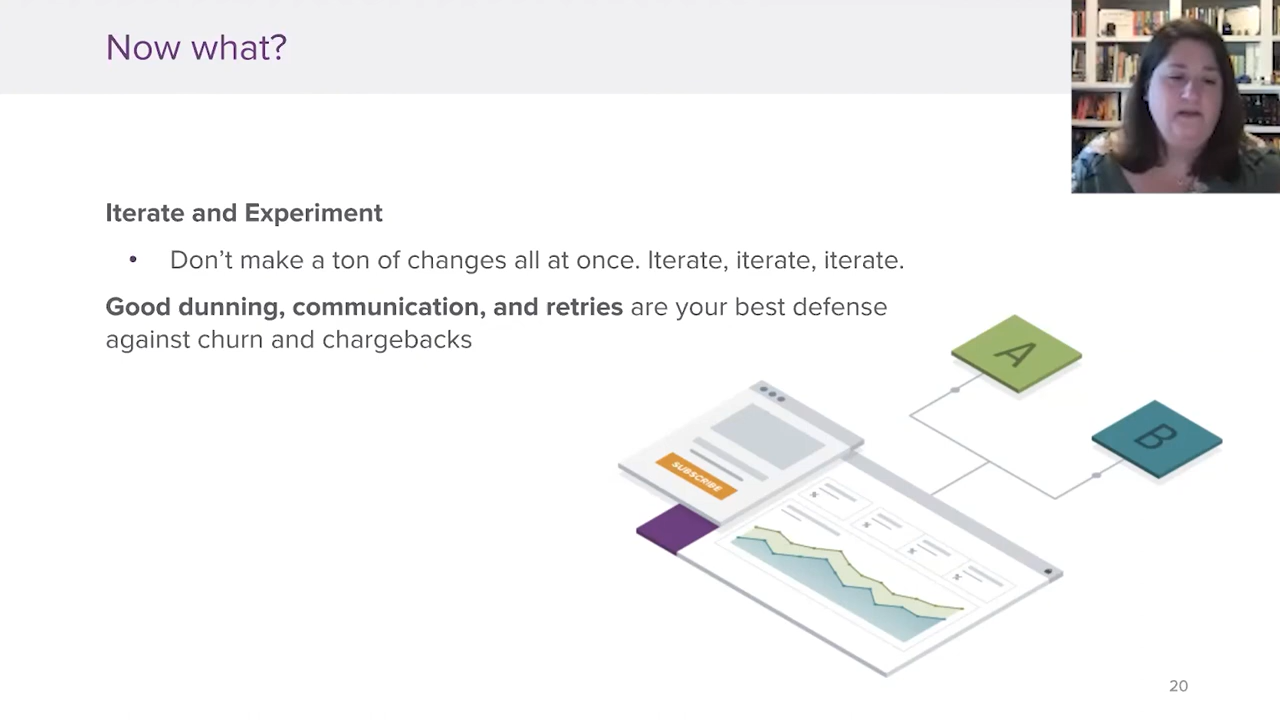 Now what?
Iterate and Experiment
• Don’t make a ton of changes all at once. Iterate, iterate, iterate.
Good dunning, communication, and retries are your best defense
against churn and chargebacks
A
B
SUBSCRIBE
20